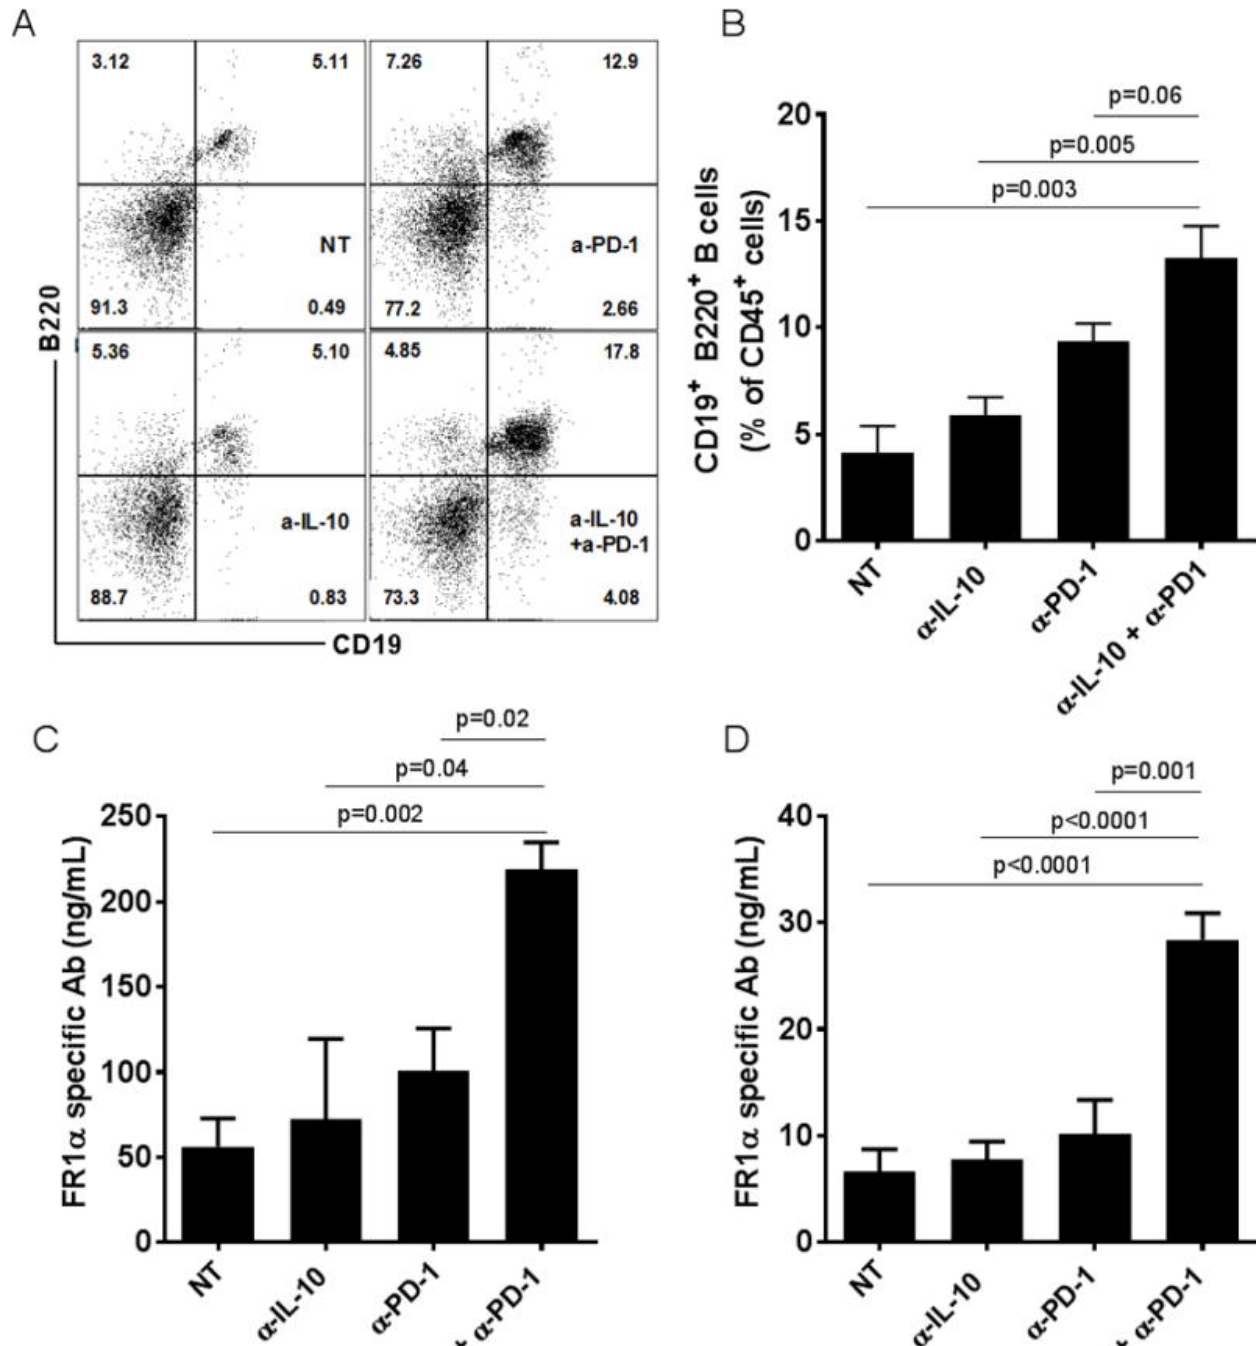 A
3.12 5.11 7.26 12.9
NT a-PD-1
91.3 0.49 77.2 2.66
5.36 5.10 4.85 17.8
a-IL-10 a-IL-10
+a-PD-1
88.7 0.83 73.3 4.08
B220
CD19
B
p=0.06
p=0.005
p=0.003
CD19+ B220+ B cells
(% of CD45+ cells)
20
15
10
5
0
NT
α-IL-10
α-PD-1
α-IL-10 + α-PD1
C
p=0.02
p=0.04
p=0.002
FR1α specific Ab (ng/mL)
250
200
150
100
50
0
NT
α-IL-10
α-PD-1
+ α-PD-1
D
p=0.001
p<0.0001
p<0.0001
FR1α specific Ab (ng/mL)
40
30
20
10
0
NT
α-IL-10
α-PD-1
+ α-PD-1